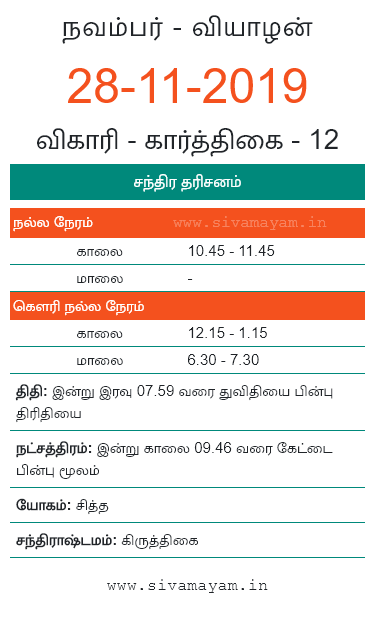 நவம்பர் - வியாழன்
28-11-2019
விகாரி - கார்த்திகை - 12
சந்திர தரிசனம்
நல்ல நேரம் www.sivamayam.in
காலை 10.45 - 11.45
மாலை -
கௌரி நல்ல நேரம்
காலை 12.15 - 1.15
மாலை 6.30 - 7.30
திதி: இன்று இரவு 07.59 வரை துவிதியை பின்பு
திரிதியை
நட்சத்திரம்: இன்று காலை 09.46 வரை கேட்டை
பின்பு மூலம்
யோகம்: சித்த
சந்திராஷ்டமம்: கிருத்திகை
www.sivamayam.in